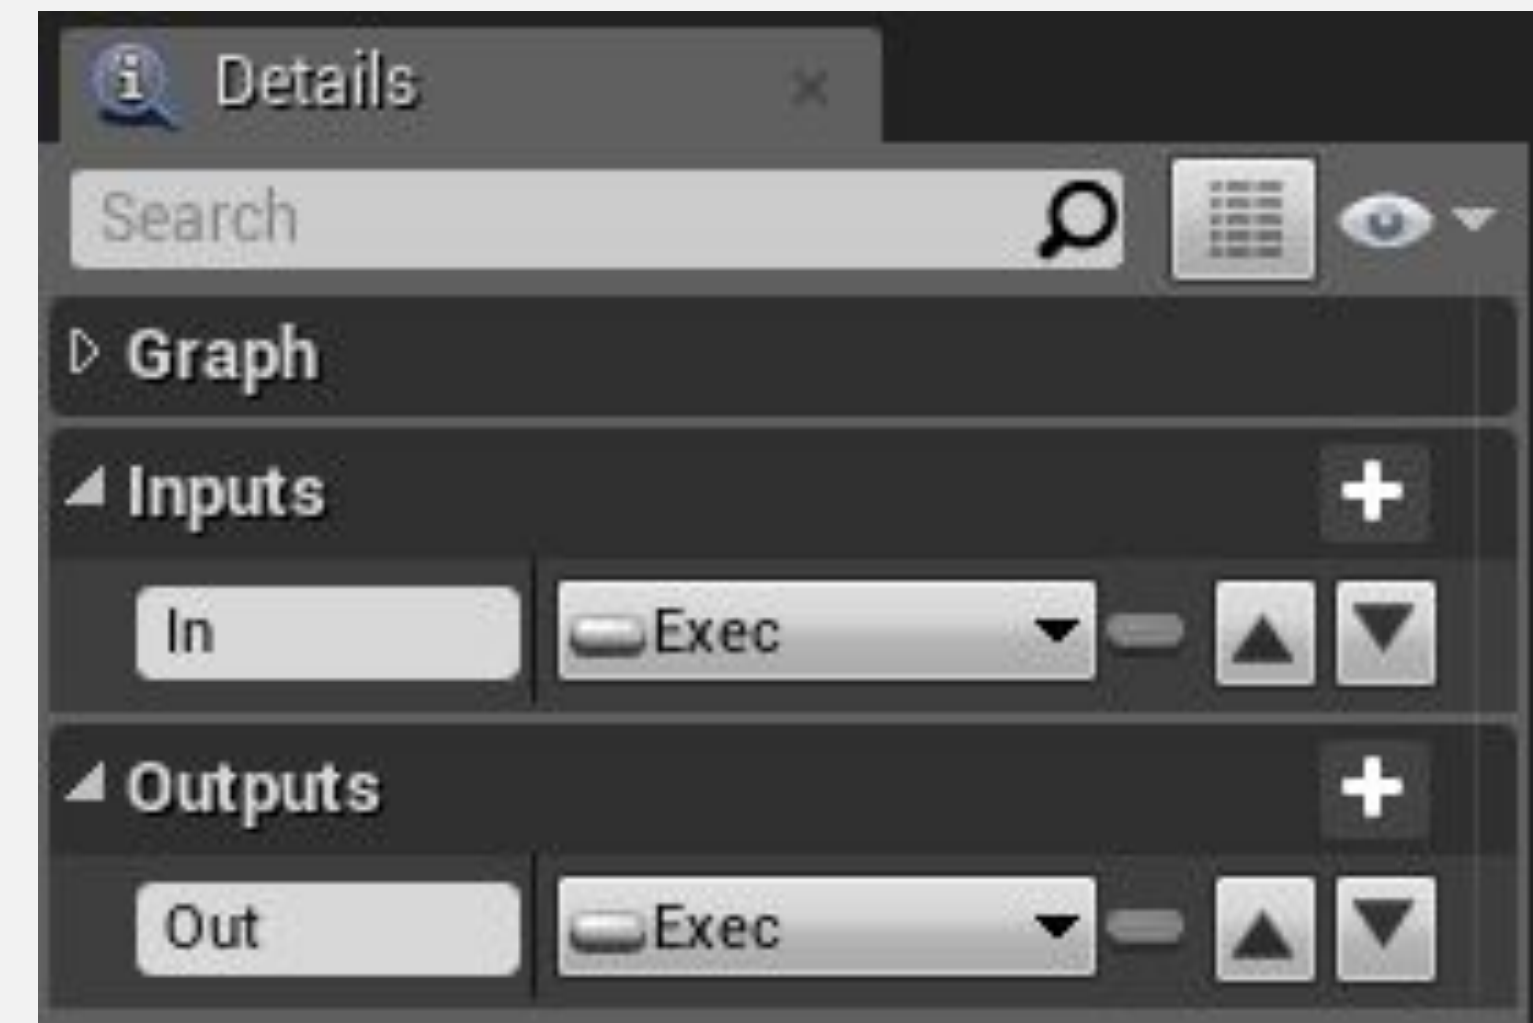 Details
Search
Graph
Inputs
In Exec
Outputs
Out Exec